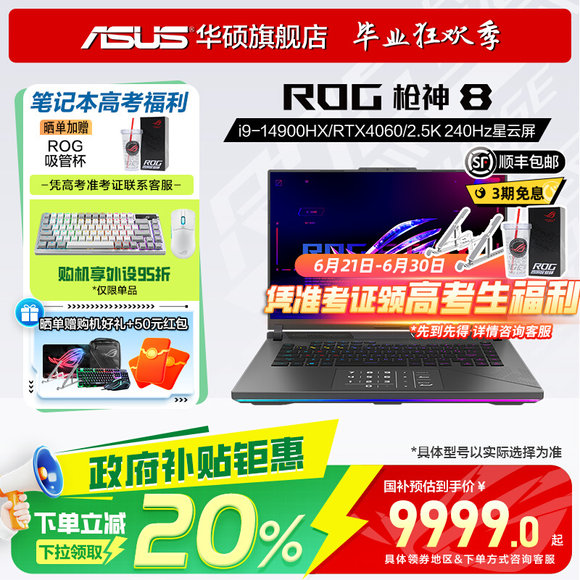 ASUS 华硕旗舰店 毕业狂欢季
笔记本高考福利
晒单加赠
ROG
吸管杯
ROG
凭高考准考证联系客服
购机享外设95折
*仅限单品
晒单赠购机好礼+50元红包
ROG 枪神 8
i9-14900HX/RTX4060/2.5K 240Hz星云屏
SF 顺丰包邮
3期免息
ROG
ROG
6月21日-6月30日
凭准考证领高考生福利
*先到先得 详情咨询客服
*具体型号以实际选择为准
政府补贴钜惠
下单立减
下拉领取
20%
国补预估到手价¥
9999.0起
具体领券地区&下单方式咨询客服